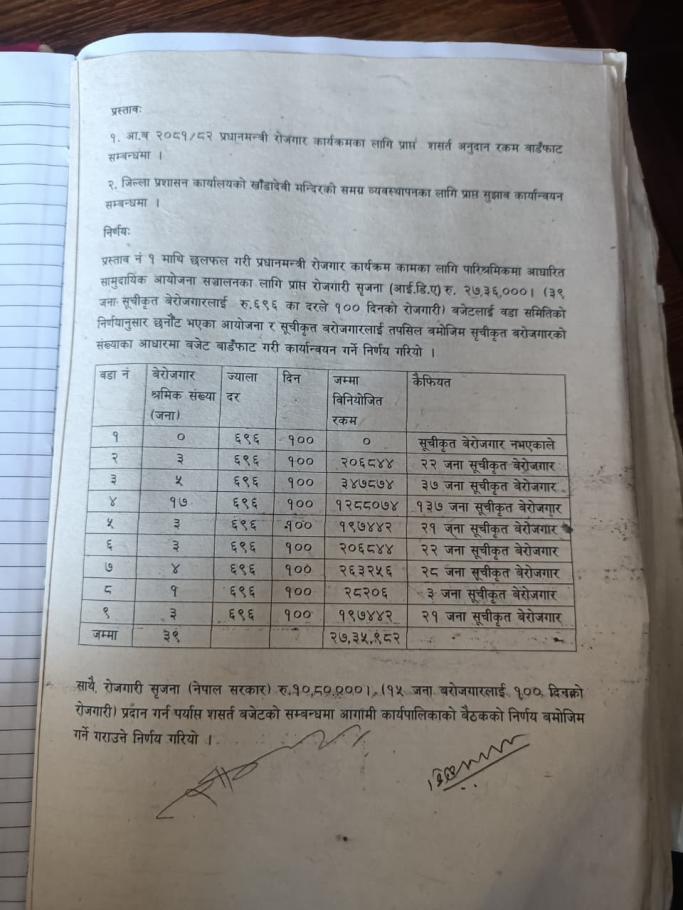 प्रस्तावः
१. आ.व २०८१/८२ प्रधानमन्त्री रोजगार कार्यक्रमका लागि प्राप्त शसर्त अनुदान रकम बाडँफाट
सम्बन्धमा ।
२. जिल्ला प्रशासन कार्यालयको खाँडादेवी मन्दिरको समग्र व्यवस्थापनका लागि प्राप्त सुझाव कार्यान्वयन
सम्बन्धमा ।
निर्णयः
प्रस्ताव नं १ माथि छलफल गरी प्रधानमन्त्री रोजगार कार्यक्रम कामका लागि पारिश्रमिकमा आधारित
सामुदायिक आयोजना सञ्चालनका लागि प्राप्त रोजगारी सृजना (आई.डि.ए) रु. २७,३६,०००। (३९
जना सूचीकृत बेरोजगारलाई रु.६९६ का दरले १०० दिनको रोजगारी) बजेटलाई वडा समितिको
निर्णयानुसार छनौँट भएका आयोजना र सूचीकृत बरोजगारलाई तपसिल बमोजिम सूचीकृत बरोजगारको
संख्याका आधारमा बजेट बाडँफाट गरी कार्यान्वयन गर्ने निर्णय गरियो ।
वडा नं बेरोजगार श्रमिक संख्या (जना) ज्याला दर दिन जम्मा विनियोजित रकम कैफियत
१ ० ६९६ १०० ० सूचीकृत बेरोजगार नभएकाले
२ ३ ६९६ १०० २०६८४४ २२ जना सूचीकृत बेरोजगार
३ ५ ६९६ १०० ३४७८७४ ३७ जना सूचीकृत बेरोजगार
४ १७ ६९६ १०० १२८८०७४ १३७ जना सूचीकृत बेरोजगार
५ ३ ६९६ १०० १९७४४२ २१ जना सूचीकृत बेरोजगार
६ ३ ६९६ १०० २०६८४४ २२ जना सूचीकृत बेरोजगार
७ ४ ६९६ १०० २६३२५६ २८ जना सूचीकृत बेरोजगार
८ १ ६९६ १०० २८२०६ ३ जना सूचीकृत बेरोजगार
९ ३ ६९६ १०० १९७४४२ २१ जना सूचीकृत बेरोजगार
जम्मा ३९ २७,३५,९८२
साथै, रोजगारी सृजना (नेपाल सरकार) रु.१०,८०,०००। (१५ जना बरोजगारलाई १०० दिनको
रोजगारी) प्रदान गर्न पर्याप्त शसर्त बजेटको सम्बन्धमा आगामी कार्यपालिकाको बैठकको निर्णय बमोजिम
गर्ने गराउने निर्णय गरियो ।